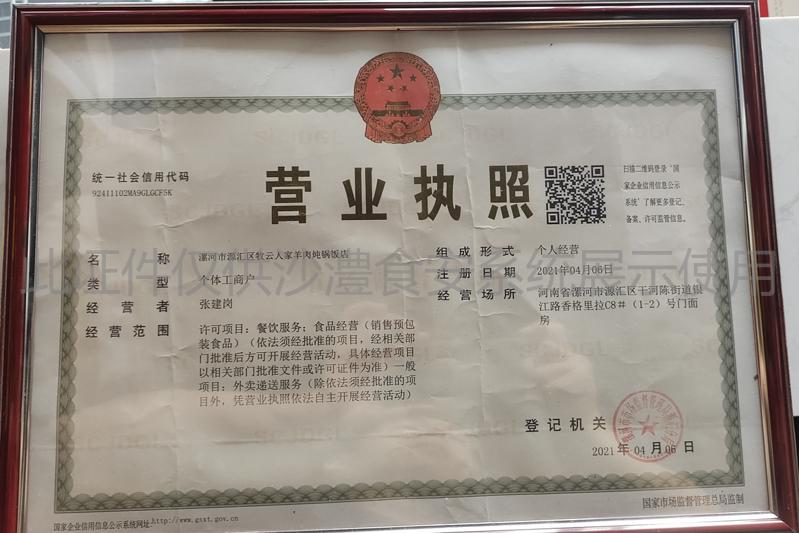 统一社会信用代码
92411102MA9GLGCF5K
营业执照
扫描二维码登录'国
家企业信用信息公示
系统'了解更多登记、
备案、许可监管信息。
名 称 漯河市源汇区牧云人家羊肉炖锅饭店
类 型 个体工商户
经 营 者 张建岗
经 营 范 围 许可项目：餐饮服务；食品经营（销售预包
装食品）（依法须经批准的项目，经相关部
门批准后方可开展经营活动，具体经营项目
以相关部门批准文件或许可证件为准）一般
项目：外卖递送服务（除依法须经批准的项
目外，凭营业执照依法自主开展经营活动）
组 成 形 式 个人经营
注 册 日 期 2021年04月06日
经 营 场 所 河南省漯河市源汇区干河陈街道银
江路香格里拉C8#（1-2）号门面
房
此证件仅供沙澧食安系统展示使用
登 记 机 关
2021 年 04 月 06 日
国家企业信用信息公示系统网址:http://www.gsxt.gov.cn
国家市场监督管理总局监制